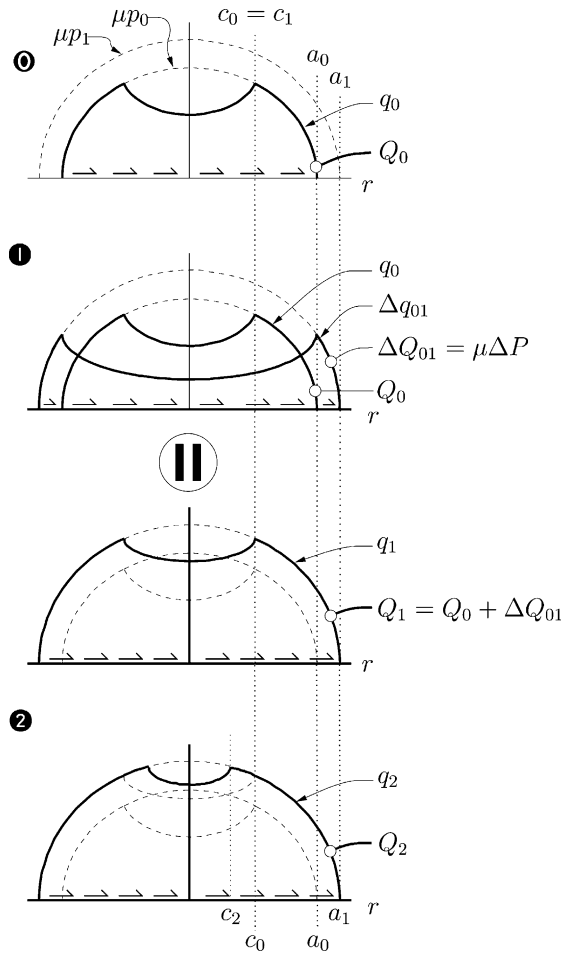 μp₀
c₀ = c₁
μp₁
0
a₀
a₁
q₀
Q₀
r
1
q₀
Δq₀₁
ΔQ₀₁ = μΔP
Q₀
r
q₁
Q₁ = Q₀ + ΔQ₀₁
r
2
q₂
Q₂
c₂
a₁
r
c₀
a₀